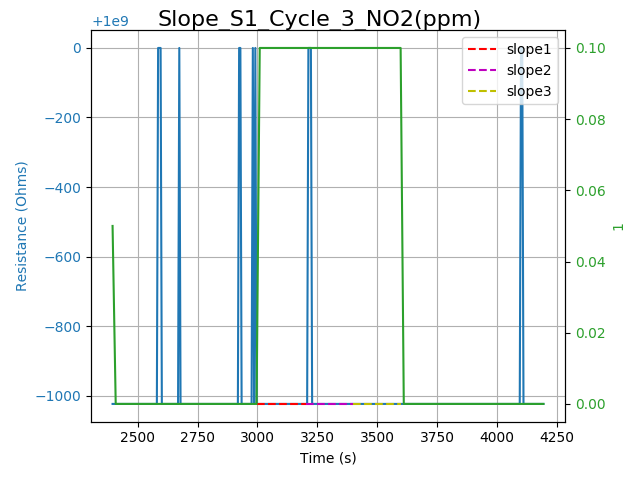 Slope_S1_Cycle_3_NO2(ppm)
+1e9
0
−200
−400
−600
−800
−1000
Resistance (Ohms)
slope1
slope2
slope3
0.10
0.08
0.06
0.04
0.02
0.00
1
2500 2750 3000 3250 3500 3750 4000 4250
Time (s)